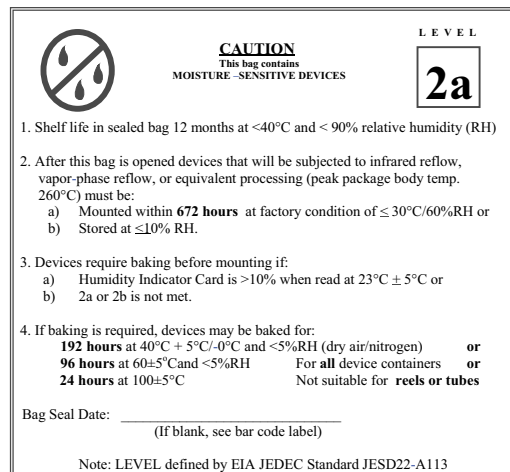 LEVEL
CAUTION
This bag contains
MOISTURE –SENSITIVE DEVICES
2a
1. Shelf life in sealed bag 12 months at <40°C and < 90% relative humidity (RH)
2. After this bag is opened devices that will be subjected to infrared reflow,
vapor-phase reflow, or equivalent processing (peak package body temp.
260°C) must be:
a) Mounted within 672 hours at factory condition of ≤ 30°C/60%RH or
b) Stored at ≤10% RH.
3. Devices require baking before mounting if:
a) Humidity Indicator Card is >10% when read at 23°C ± 5°C or
b) 2a or 2b is not met.
4. If baking is required, devices may be baked for:
192 hours at 40°C + 5°C/-0°C and <5%RH (dry air/nitrogen) or
96 hours at 60±5°Cand <5%RH For all device containers or
24 hours at 100±5°C Not suitable for reels or tubes
Bag Seal Date: ______________________________
(If blank, see bar code label)
Note: LEVEL defined by EIA JEDEC Standard JESD22-A113